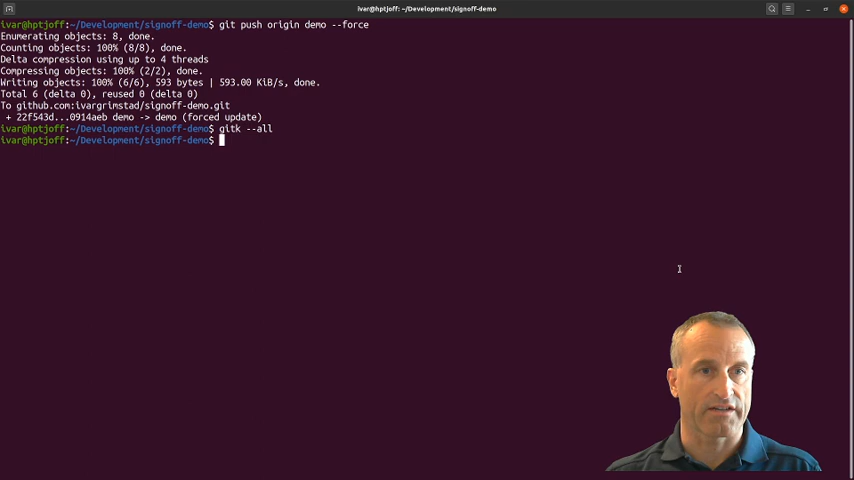 ivar@hptjoff: ~/Development/signoff-demo
ivar@hptjoff:~/Development/signoff-demo$ git push origin demo --force
Enumerating objects: 8, done.
Counting objects: 100% (8/8), done.
Delta compression using up to 4 threads
Compressing objects: 100% (2/2), done.
Writing objects: 100% (6/6), 593 bytes | 593.00 KiB/s, done.
Total 6 (delta 0), reused 0 (delta 0)
To github.com:ivargrimstad/signoff-demo.git
 + 22f543d...0914aeb demo -> demo (forced update)
ivar@hptjoff:~/Development/signoff-demo$ gitk --all
ivar@hptjoff:~/Development/signoff-demo$